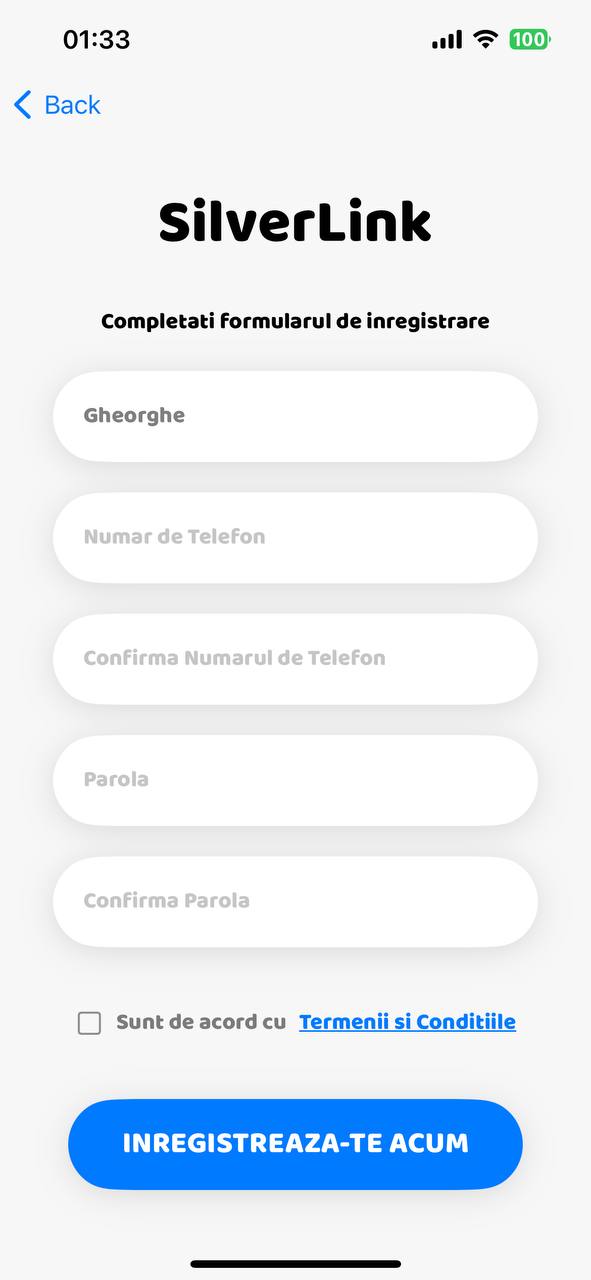 01:33
100
Back
SilverLink
Completati formularul de inregistrare
Gheorghe
Numar de Telefon
Confirma Numarul de Telefon
Parola
Confirma Parola
Sunt de acord cu Termenii si Conditiile
INREGISTREAZA-TE ACUM